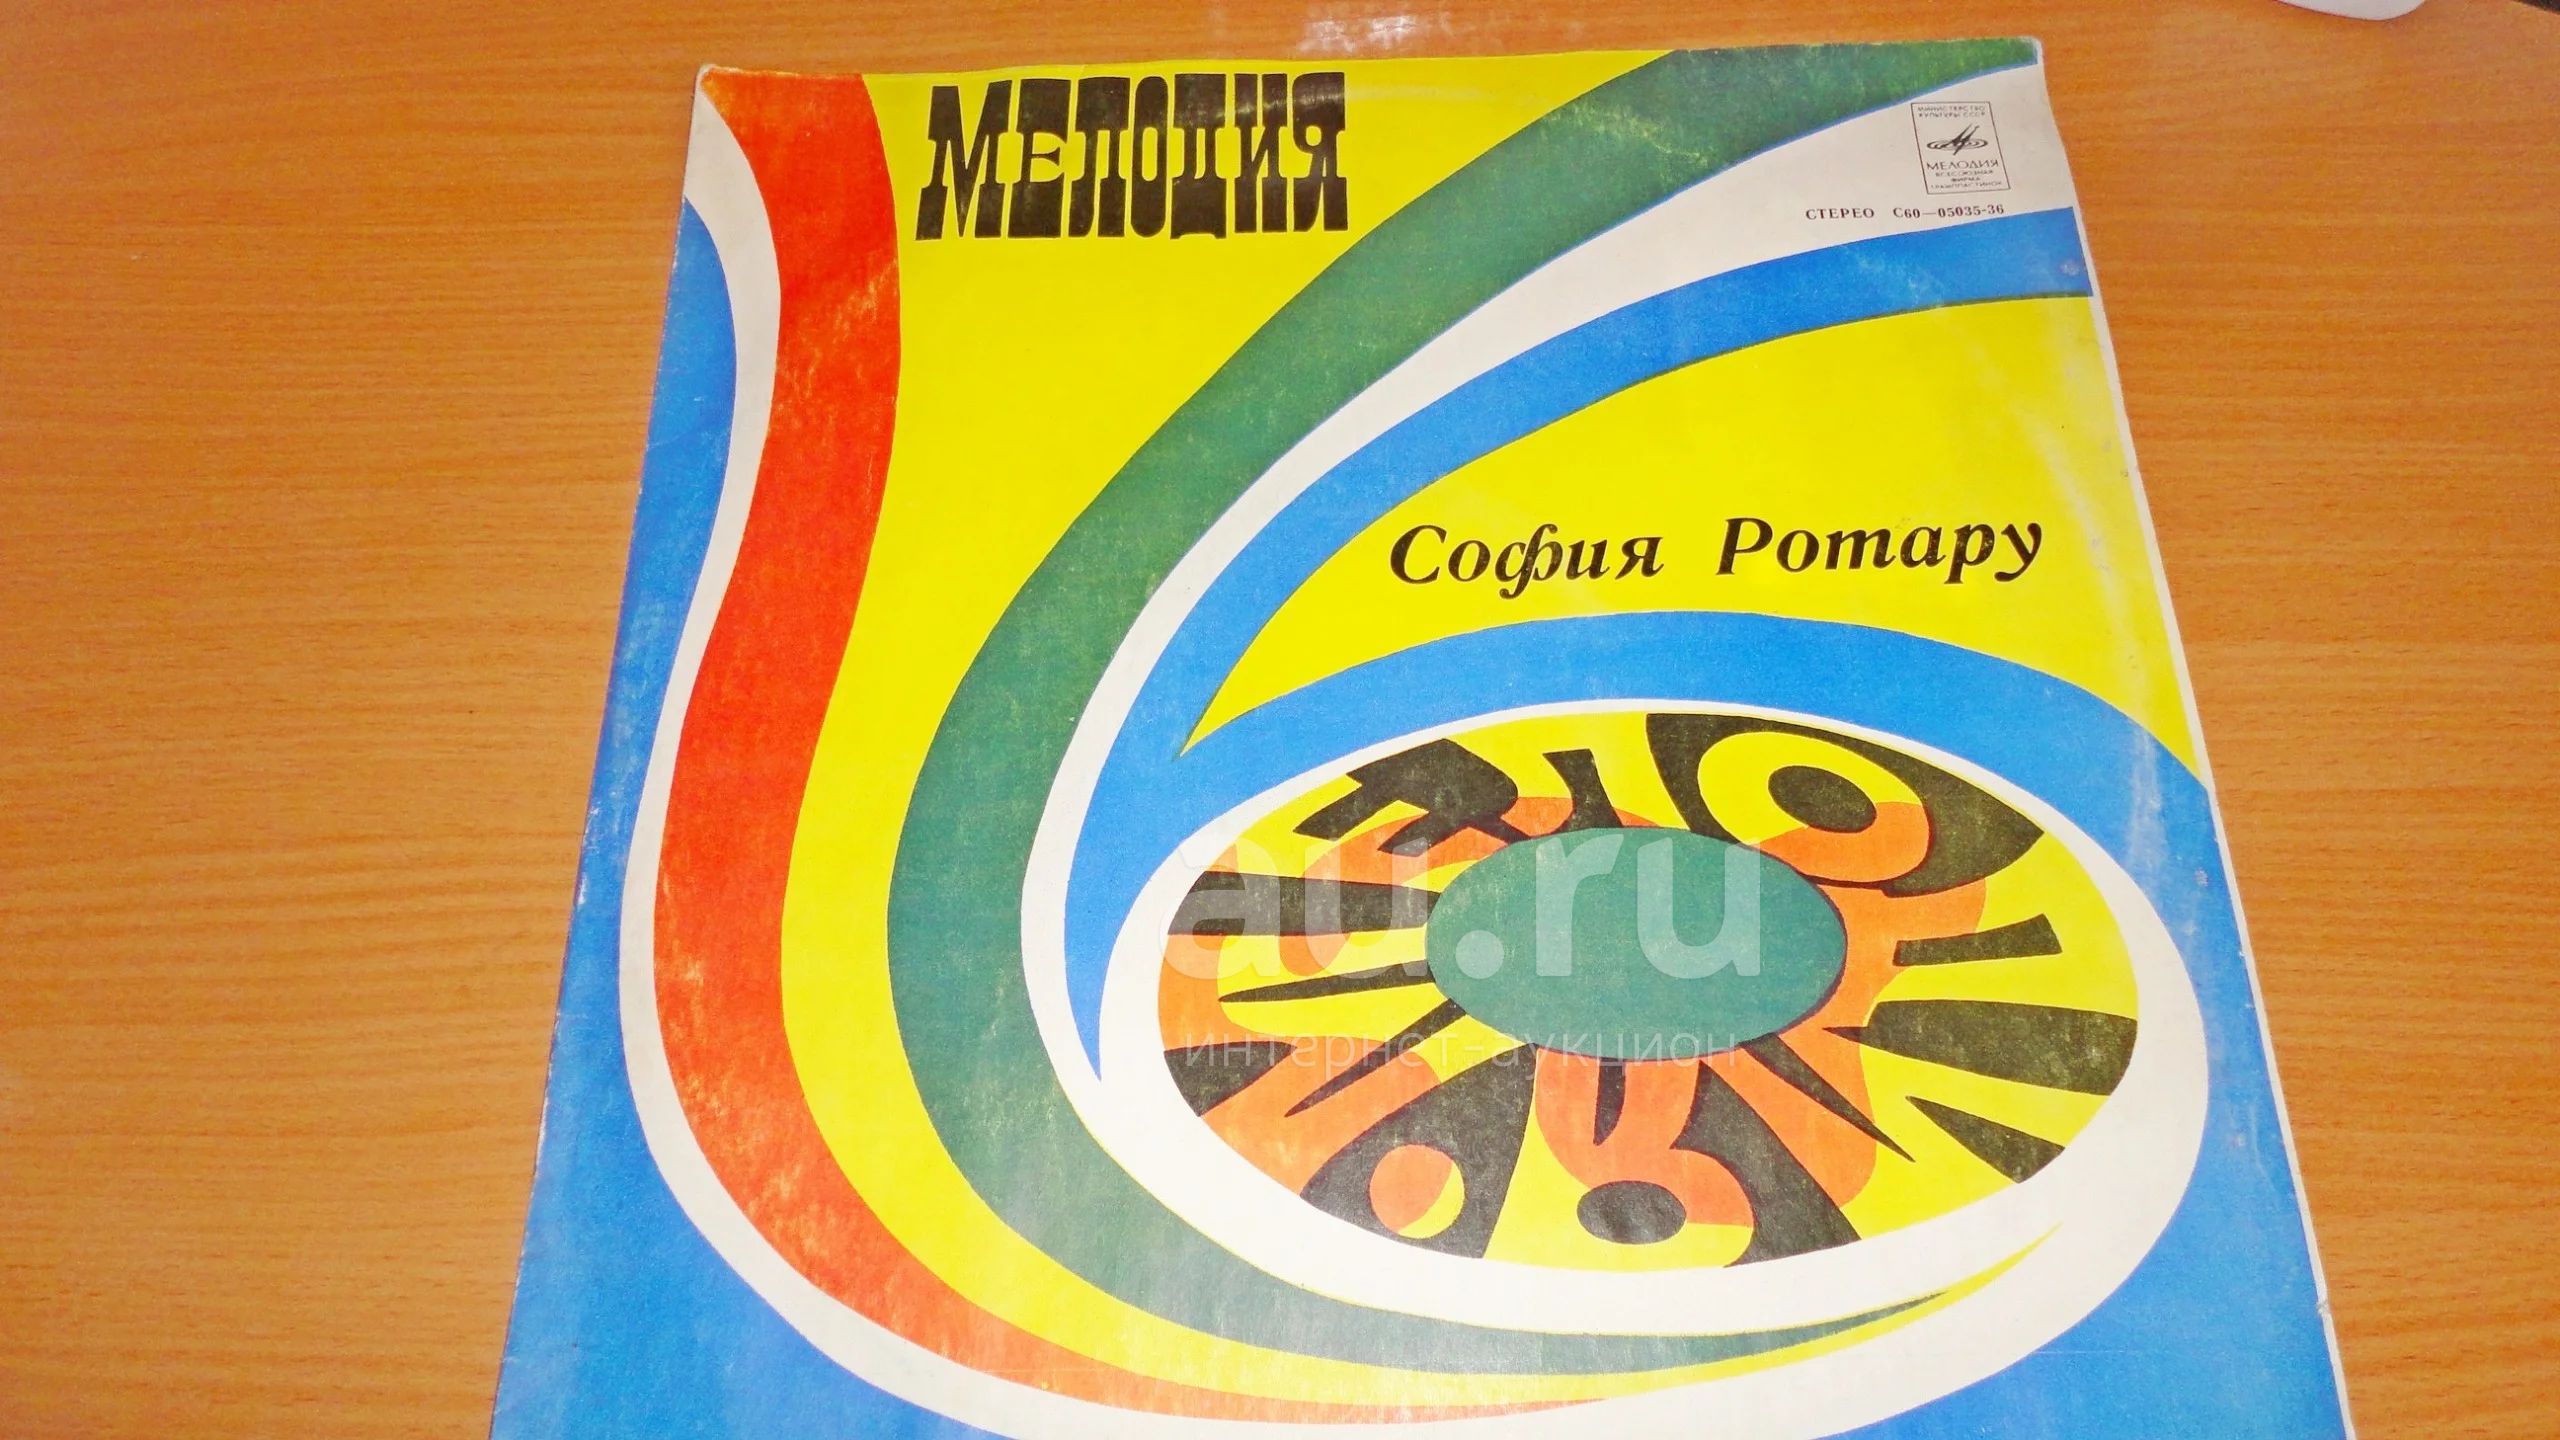 МЕЛОДИЯ
МИНИСТЕРСТВО
КУЛЬТУРЫ СССР
МЕЛОДИЯ
ВСЕСОЮЗНАЯ
ФИРМА
ГРАМПЛАСТИНОК
СТЕРЕО С60—05035-36
София Ротару
au.ru
интернет-аукцион